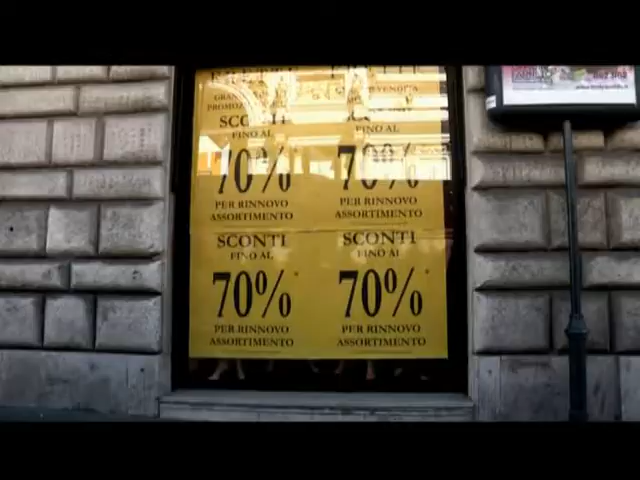 SCONTI
FINO AL
70%
PER RINNOVO
ASSORTIMENTO
FINO AL
70%
PER RINNOVO
ASSORTIMENTO
SCONTI
FINO AL
70%
PER RINNOVO
ASSORTIMENTO
SCONTI
FINO AL
70%
PER RINNOVO
ASSORTIMENTO